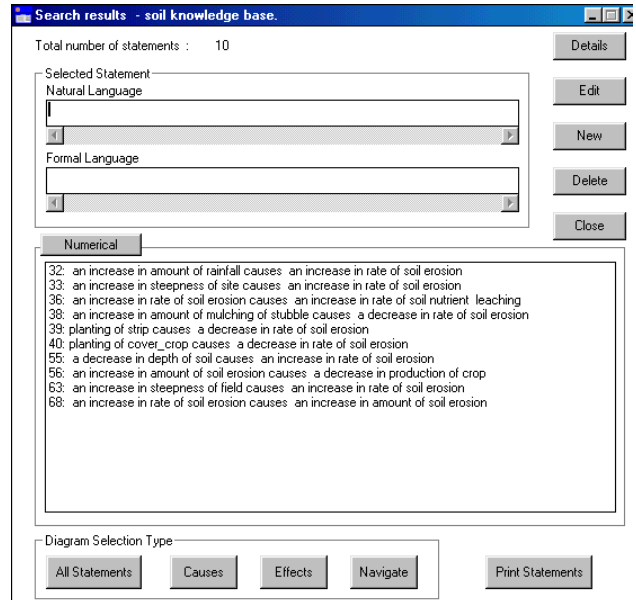 Search results - soil knowledge base.
Total number of statements : 10
Details
Selected Statement
Natural Language
Edit
New
Formal Language
Delete
Close
Numerical
32: an increase in amount of rainfall causes an increase in rate of soil erosion
33: an increase in steepness of site causes an increase in rate of soil erosion
36: an increase in rate of soil erosion causes an increase in rate of soil nutrient leaching
38: an increase in amount of mulching of stubble causes a decrease in rate of soil erosion
39: planting of strip causes a decrease in rate of soil erosion
40: planting of cover_crop causes a decrease in rate of soil erosion
55: a decrease in depth of soil causes an increase in rate of soil erosion
56: an increase in amount of soil erosion causes a decrease in production of crop
63: an increase in steepness of field causes an increase in rate of soil erosion
68: an increase in rate of soil erosion causes an increase in amount of soil erosion
Diagram Selection Type
All Statements Causes Effects Navigate Print Statements